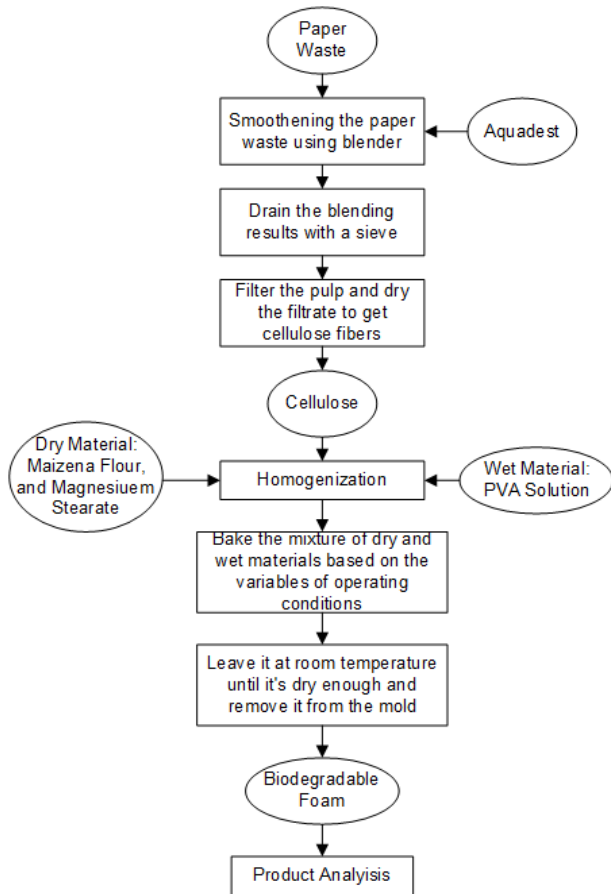 Paper
Waste
Smoothening the paper
waste using blender
Aquadest
Drain the blending
results with a sieve
Filter the pulp and dry
the filtrate to get
cellulose fibers
Cellulose
Dry Material:
Maizena Flour,
and Magnesiuem
Stearate
Homogenization
Wet Material:
PVA Solution
Bake the mixture of dry and
wet materials based on the
variables of operating
conditions
Leave it at room temperature
until it's dry enough and
remove it from the mold
Biodegradable
Foam
Product Analyisis